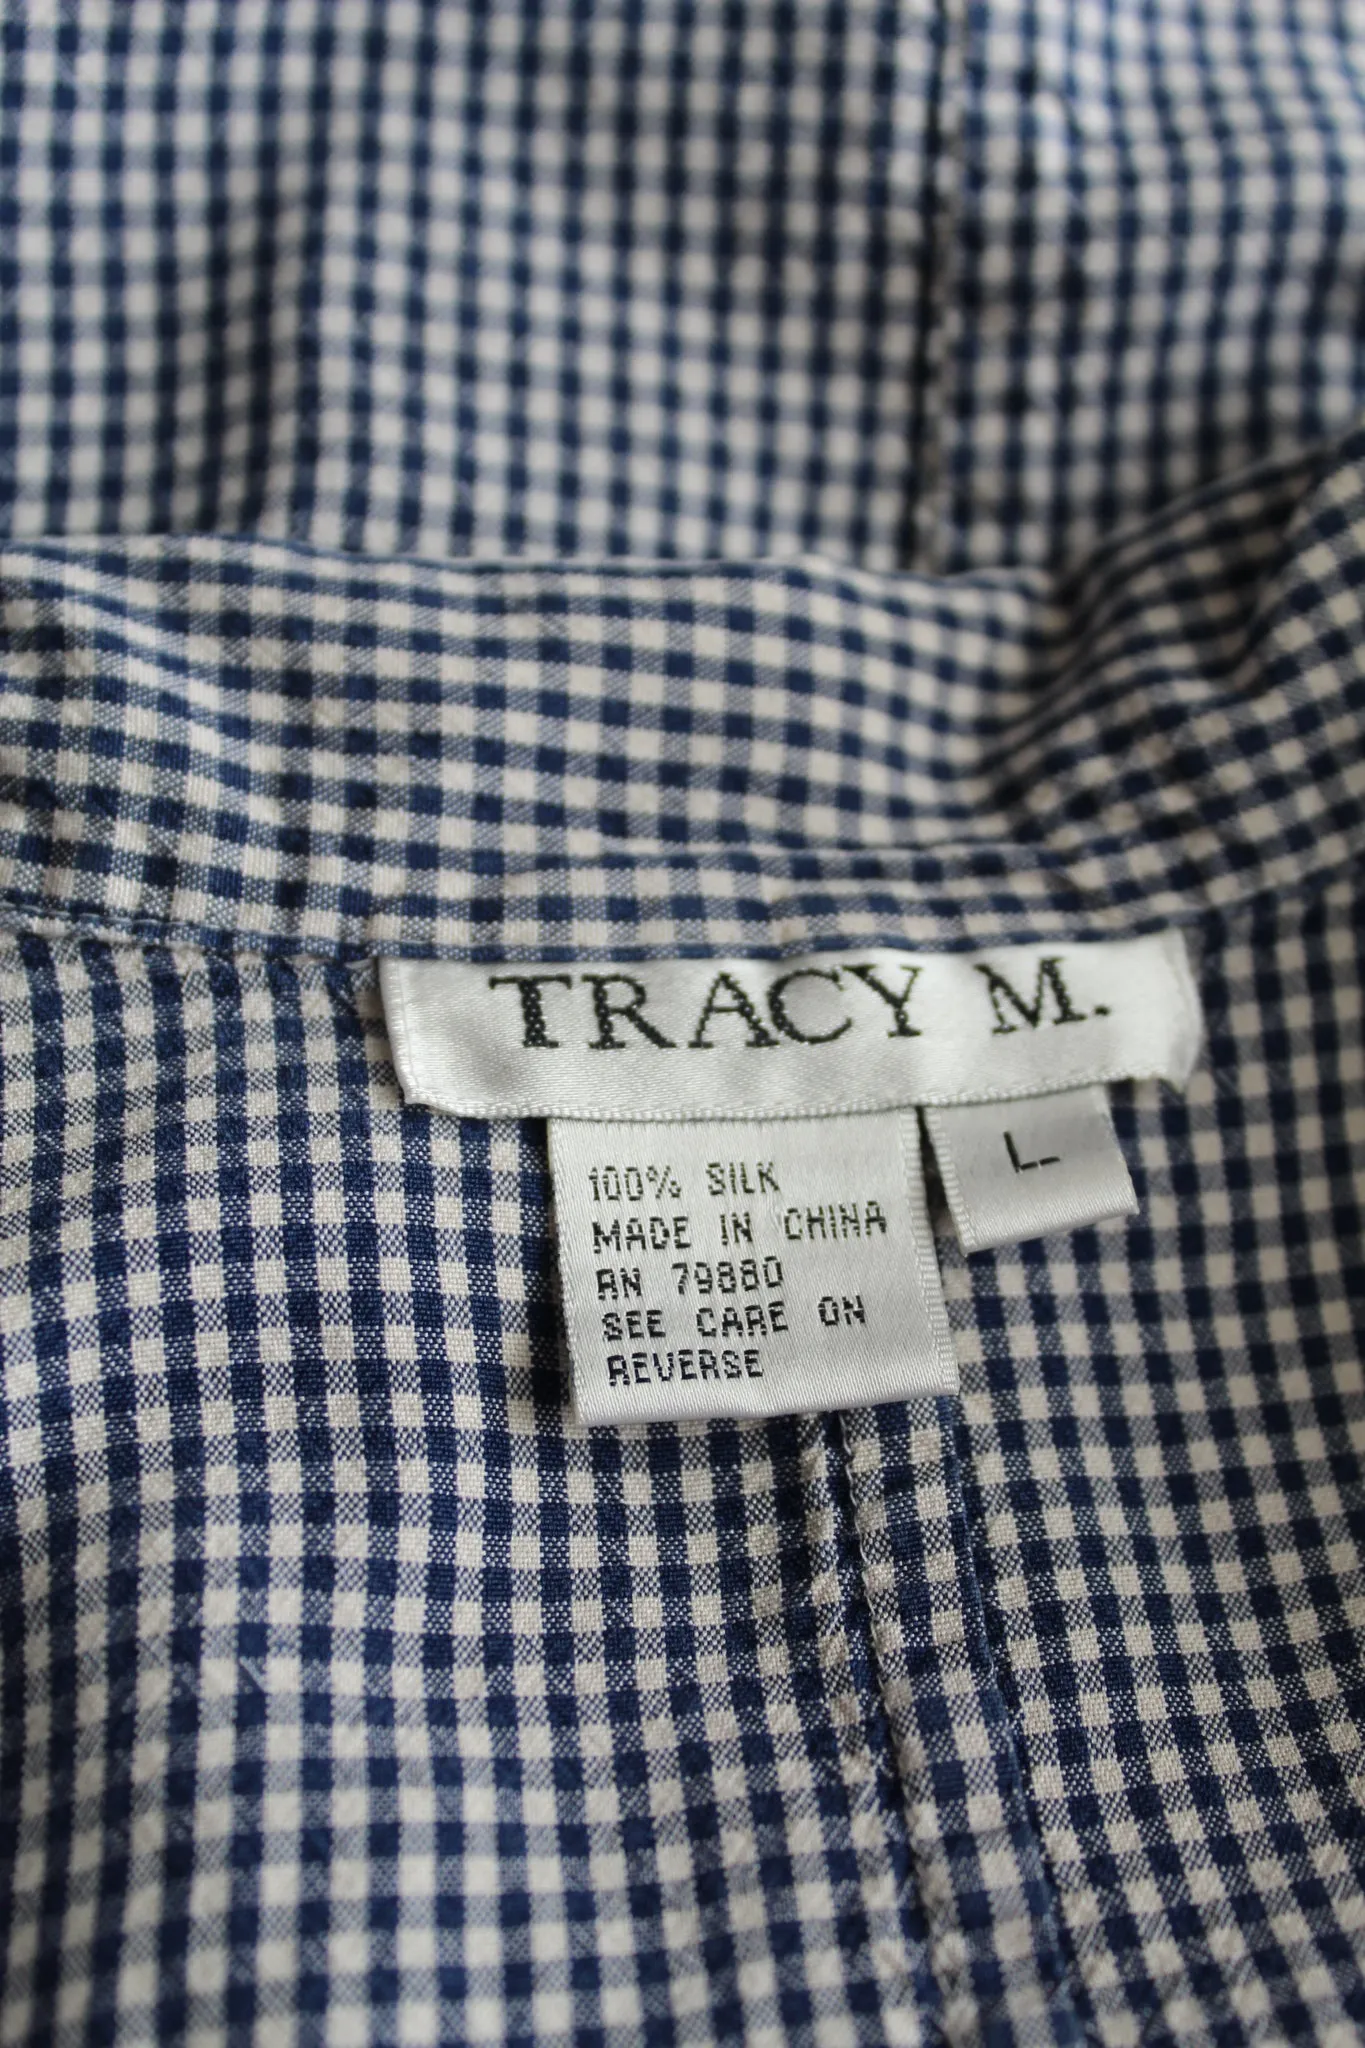 TRACY M.
L
100% SILK
MADE IN CHINA
RN 79880
SEE CARE ON
REVERSE